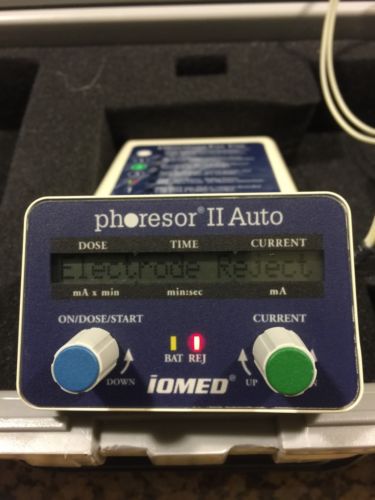 phoresor® II Auto
DOSE TIME CURRENT
Electrode Reject
mA x min min:sec mA
ON/DOSE/START CURRENT
BAT REJ
DOWN UP
IOMED®